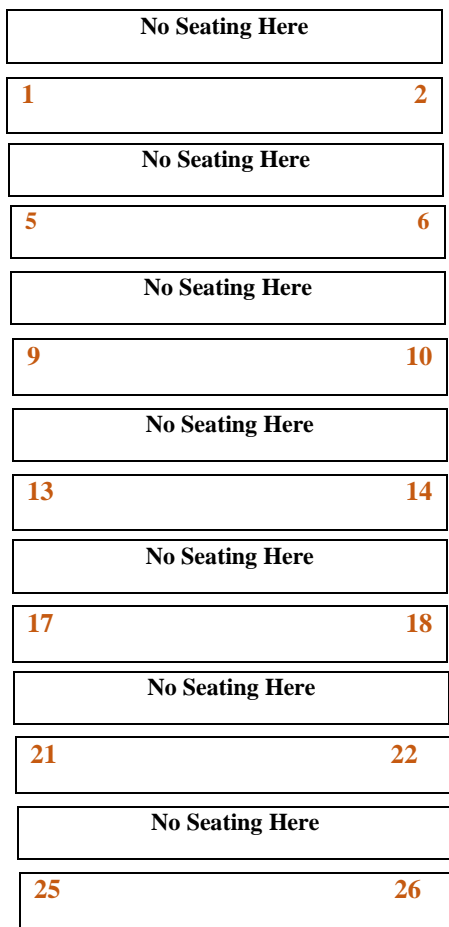 No Seating Here
1 2
No Seating Here
5 6
No Seating Here
9 10
No Seating Here
13 14
No Seating Here
17 18
No Seating Here
21 22
No Seating Here
25 26